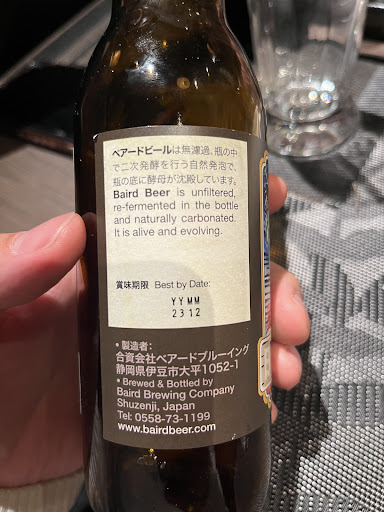 ベアードビールは無濾過、瓶の中
で二次発酵を行う自然発泡で、
瓶の底に酵母が沈殿しています。
Baird Beer is unfiltered,
re-fermented in the bottle
and naturally carbonated.
It is alive and evolving.
賞味期限 Best by Date:
YYMM
2312
• 製造者:
合資会社ベアードブルーイング
静岡県伊豆市大平1052-1
• Brewed & Bottled by
Baird Brewing Company
Shuzenji, Japan
Tel: 0558-73-1199
www.bairdbeer.com